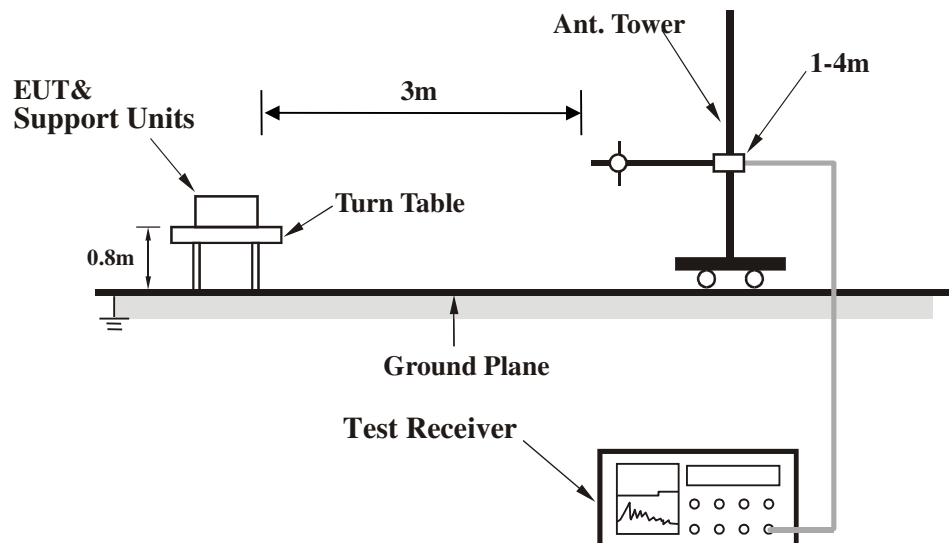 Ant. Tower
1-4m
EUT&
Support Units
3m
Turn Table
0.8m
Ground Plane
Test Receiver